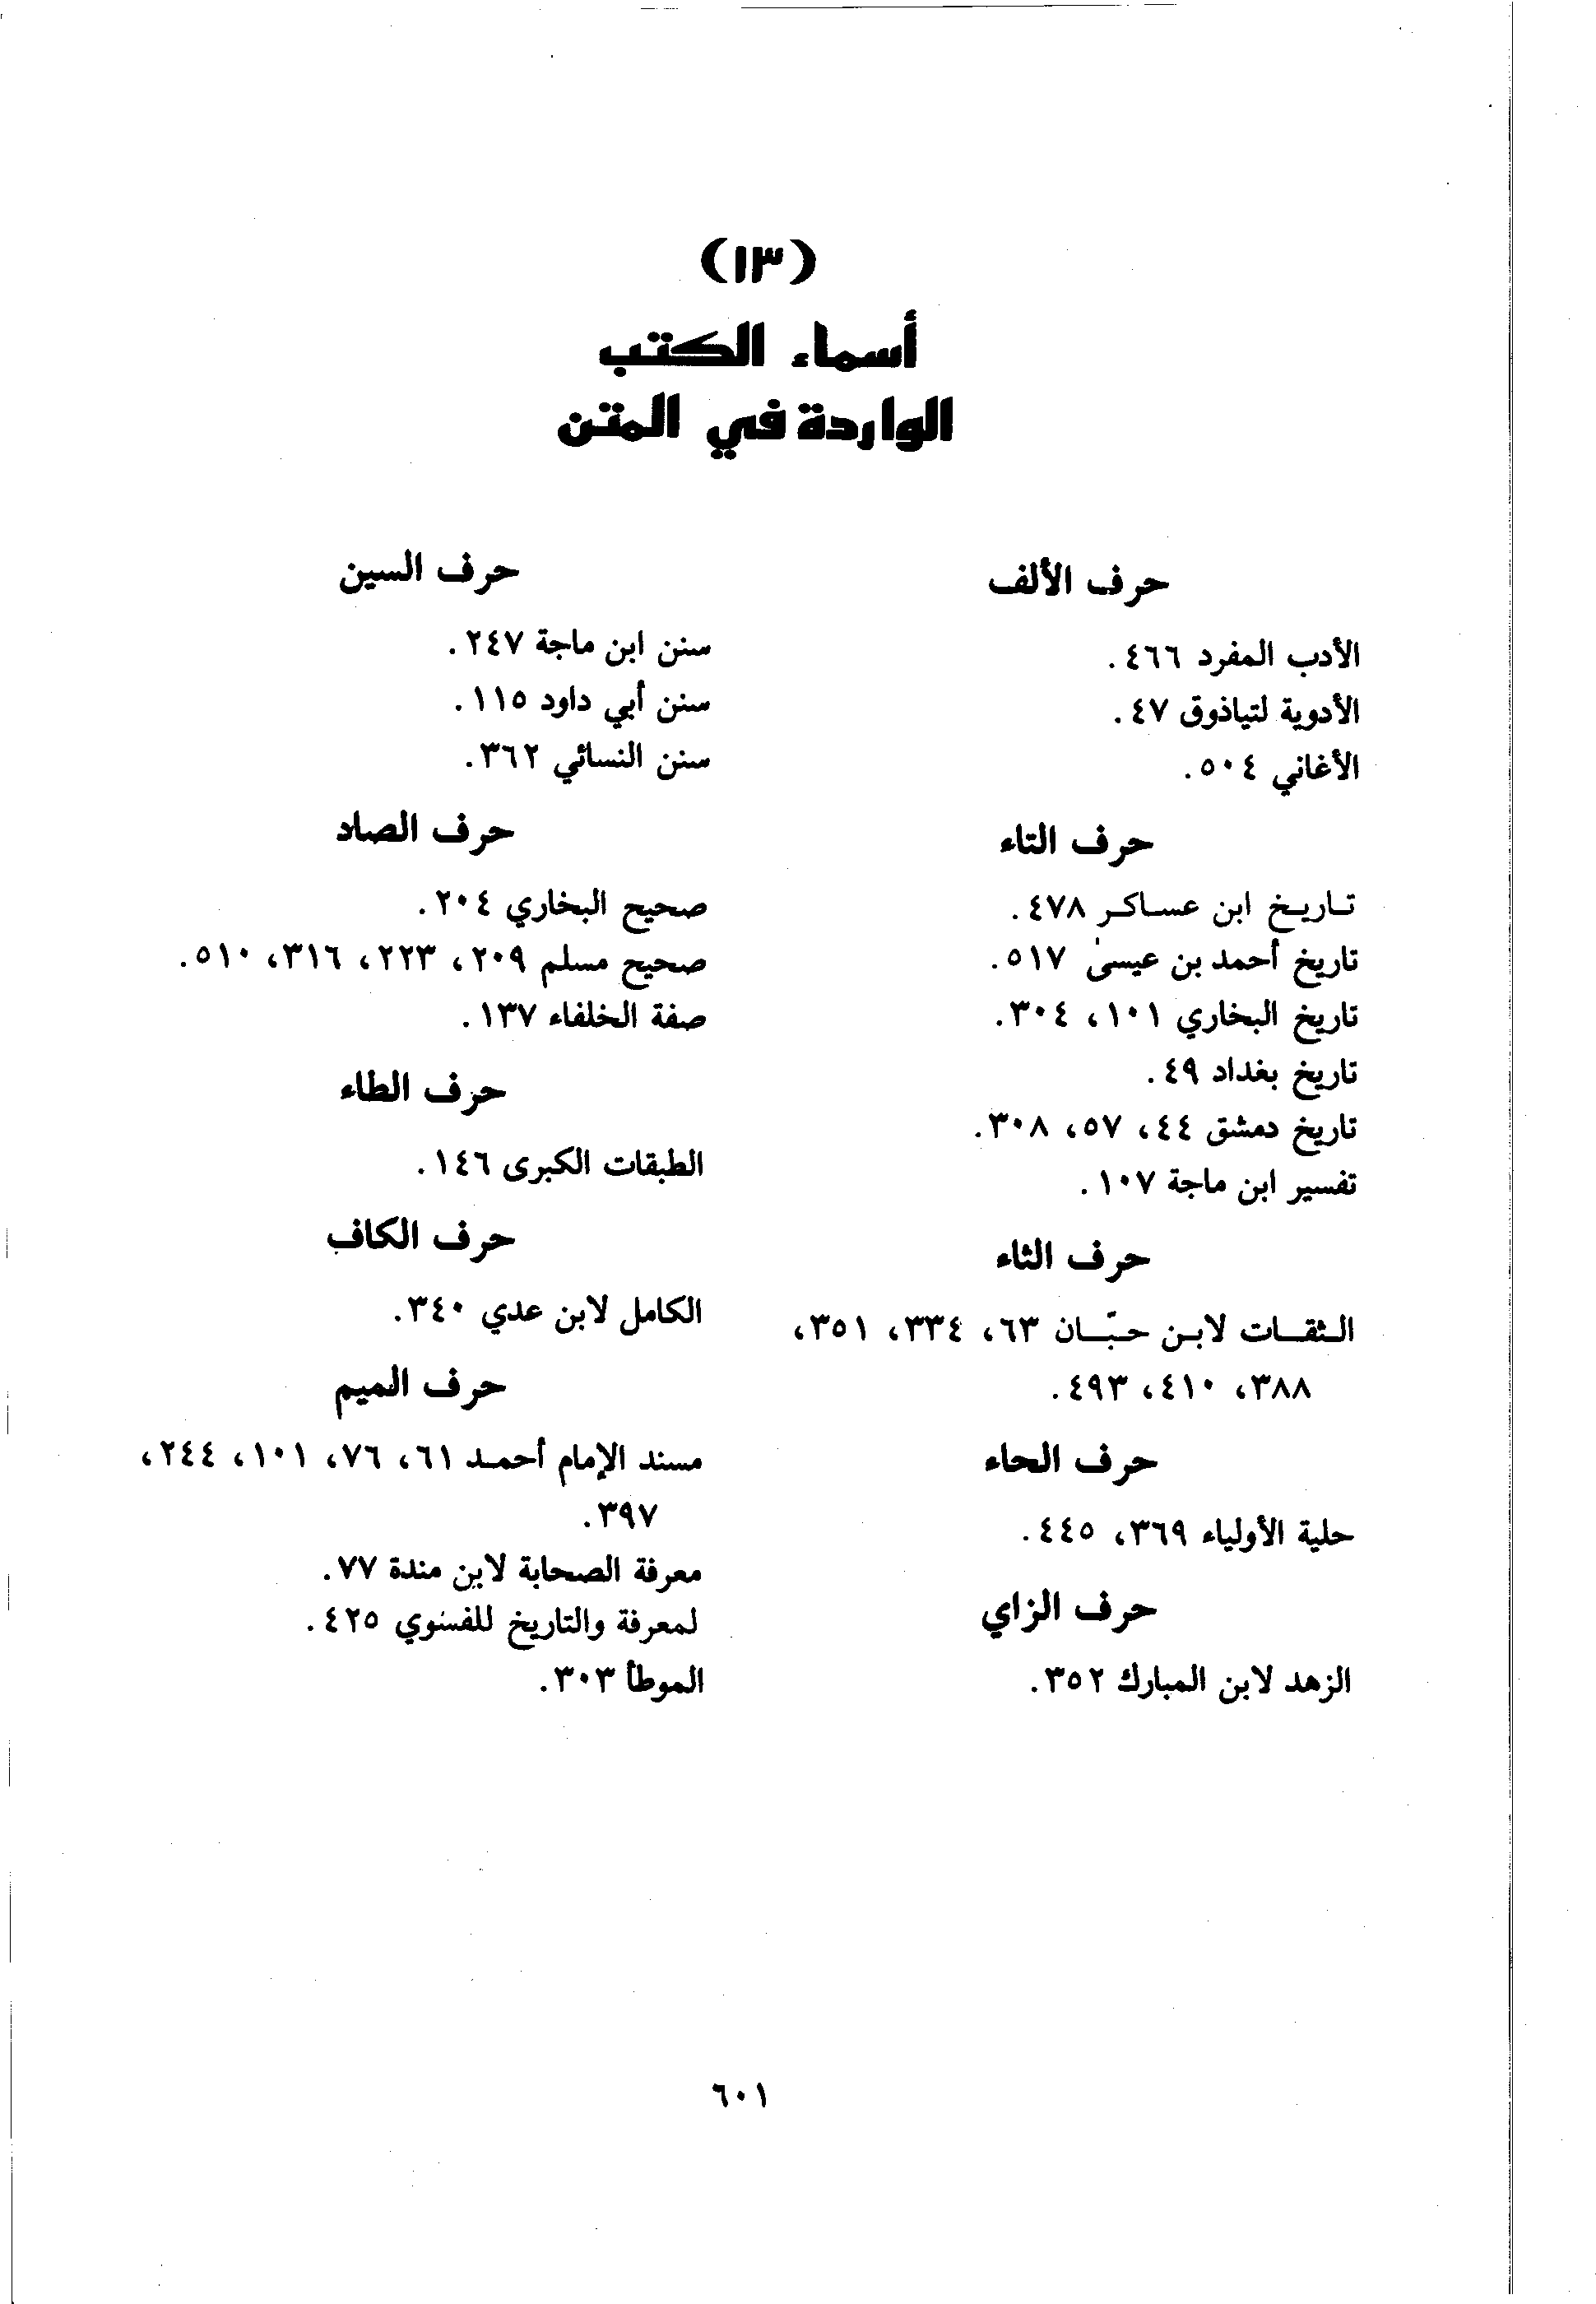 (١٣)
أسماء الكتب
الواردة في المتن
حرف الألف
الأدب المفرد ٤٦٦.
الأدوية لتياذوق ٤٧.
الأغاني ٥٠٤.
حرف التاء
تاريخ ابن عساكر ٤٧٨.
تاريخ أحمد بن عيسىٰ ٥١٧.
تاريخ البخاري ١٠١، ٣٠٤.
تاريخ بغداد ٤٩.
تاريخ دمشق ٤٤، ٥٧، ٣٠٨.
تفسير ابن ماجة ١٠٧.
حرف الثاء
الثقات لابن حبّان ٦٣، ٣٣٤، ٣٥١،
٣٨٨، ٤١٠، ٤٩٣.
حرف الحاء
حلية الأولياء ٣٦٩، ٤٤٥.
حرف الزاي
الزهد لابن المبارك ٣٥٢.
حرف السين
سنن ابن ماجة ٢٤٧.
سنن أبي داود ١١٥.
سنن النسائي ٣٦٢.
حرف الصاد
صحيح البخاري ٢٠٤.
صحيح مسلم ٢٠٩، ٢٢٣، ٣١٦، ٥١٠.
صفة الخلفاء ١٣٧.
حرف الطاء
الطبقات الكبرى ١٤٦.
حرف الكاف
الكامل لابن عدي ٣٤٠.
حرف الميم
مسند الإمام أحمد ٦١، ٧٦، ١٠١، ٢٤٤،
٣٩٧.
معرفة الصحابة لابن مندة ٧٧.
لمعرفة والتاريخ للفسوي ٤٢٥.
الموطأ ٣٠٣.
٦٠١